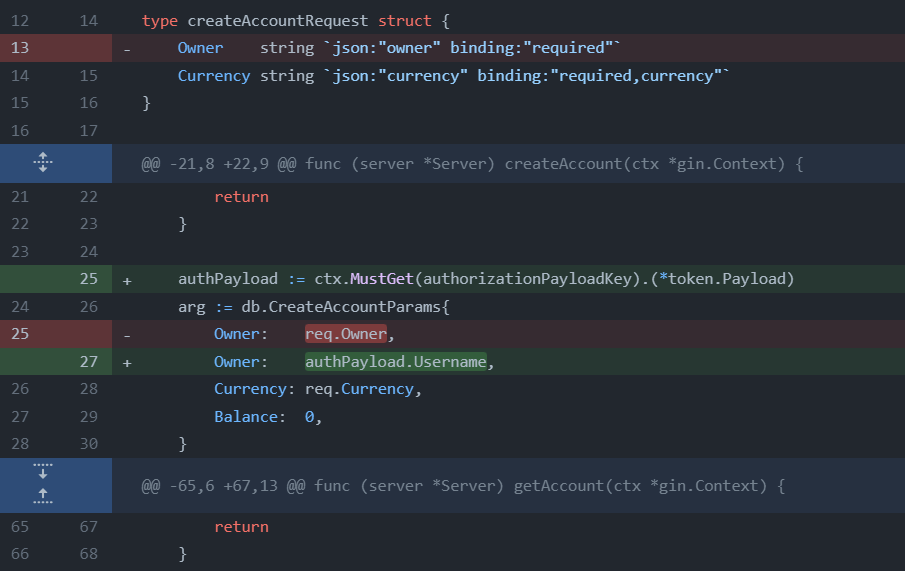 12 14 type createAccountRequest struct {
13 - Owner    string `json:"owner" binding:"required"`
14 15 Currency string `json:"currency" binding:"required,currency"`
15 16 }
16 17
@@ -21,8 +22,9 @@ func (server *Server) createAccount(ctx *gin.Context) {
21 22 return
22 23 }
23 24
25 + authPayload := ctx.MustGet(authorizationPayloadKey).(*token.Payload)
24 26 arg := db.CreateAccountParams{
25 - Owner:    req.Owner,
27 + Owner:    authPayload.Username,
26 28 Currency: req.Currency,
27 29 Balance:  0,
28 30 }
@@ -65,6 +67,13 @@ func (server *Server) getAccount(ctx *gin.Context) {
65 67 return
66 68 }